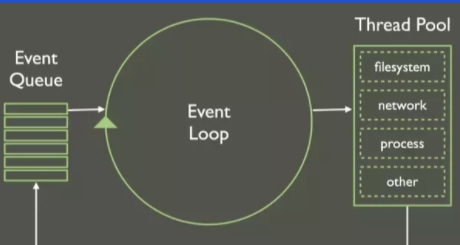 Event
Queue
Event
Loop
Thread Pool
filesystem
network
process
other